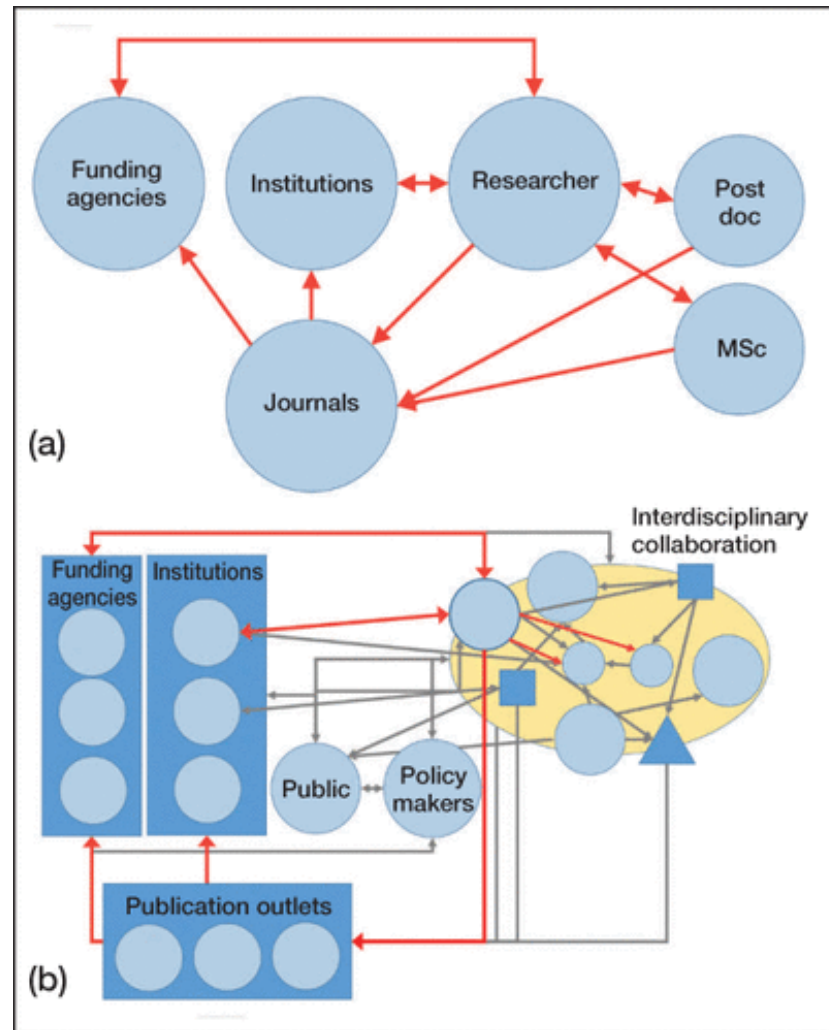 Funding
agencies
Institutions
Researcher
Post
doc
MSc
Journals
(a)
Interdisciplinary
collaboration
Funding
agencies
Institutions
Public
Policy
makers
Publication outlets
(b)